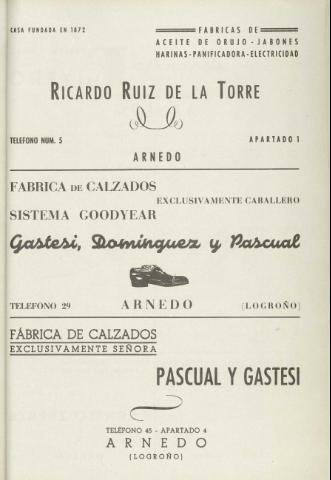 CASA FUNDADA EN 1872
FABRICAS DE
ACEITE DE ORUJO - JABONES
HARINAS - PANIFICADORA - ELECTRICIDAD
RICARDO RUIZ DE LA TORRE
TELEFONO NUM. 5
APARTADO 1
ARNEDO
FABRICA DE CALZADOS
EXCLUSIVAMENTE CABALLERO
SISTEMA GOODYEAR
Gastesi, Domínguez y Pascual
TELEFONO 29
ARNEDO
(LOGROÑO)
FÁBRICA DE CALZADOS
EXCLUSIVAMENTE SEÑORA
PASCUAL Y GASTESI
TELÉFONO 45 - APARTADO 4
ARNEDO
(LOGROÑO)